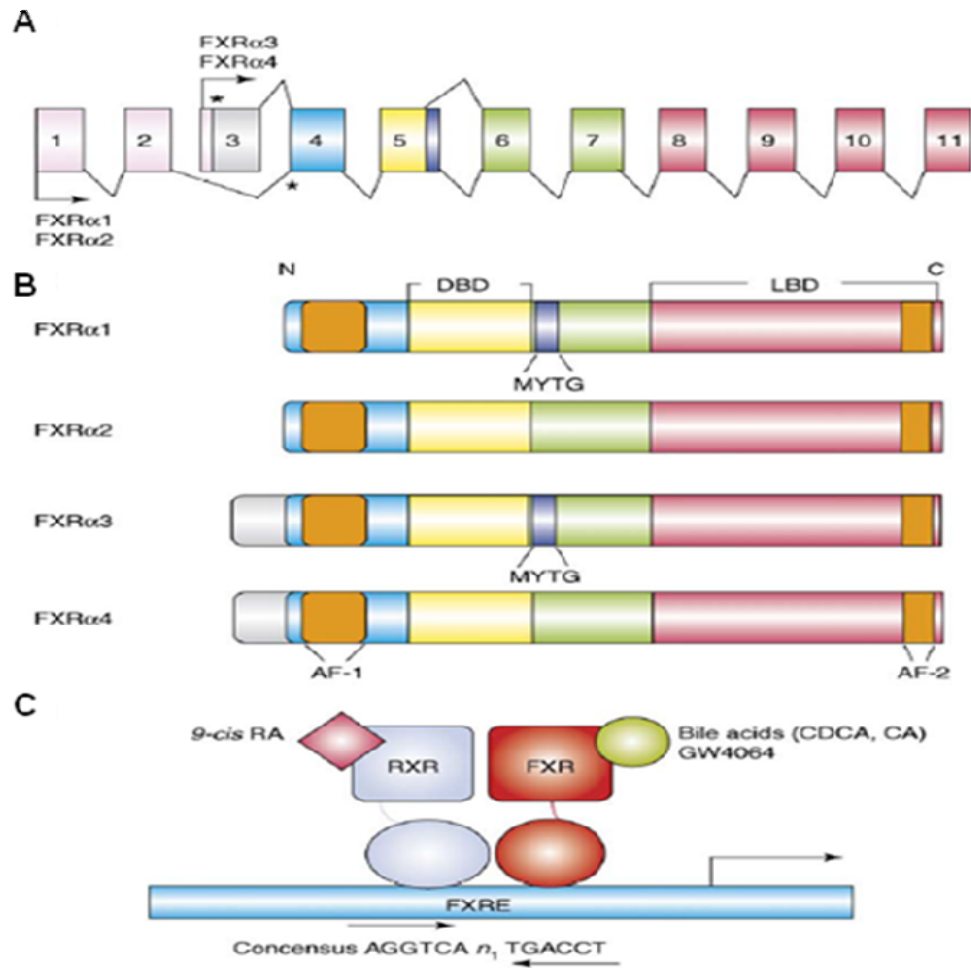 A
FXRα3
FXRα4
*
1 2 3 4 5 6 7 8 9 10 11
*
FXRα1
FXRα2
B
N C
DBD LBD
FXRα1
MYTG
FXRα2
FXRα3
MYTG
FXRα4
AF-1 AF-2
C
9-cis RA
RXR
FXR
Bile acids (CDCA, CA)
GW4064
FXRE
Concensus AGGTCA n1 TGACCT